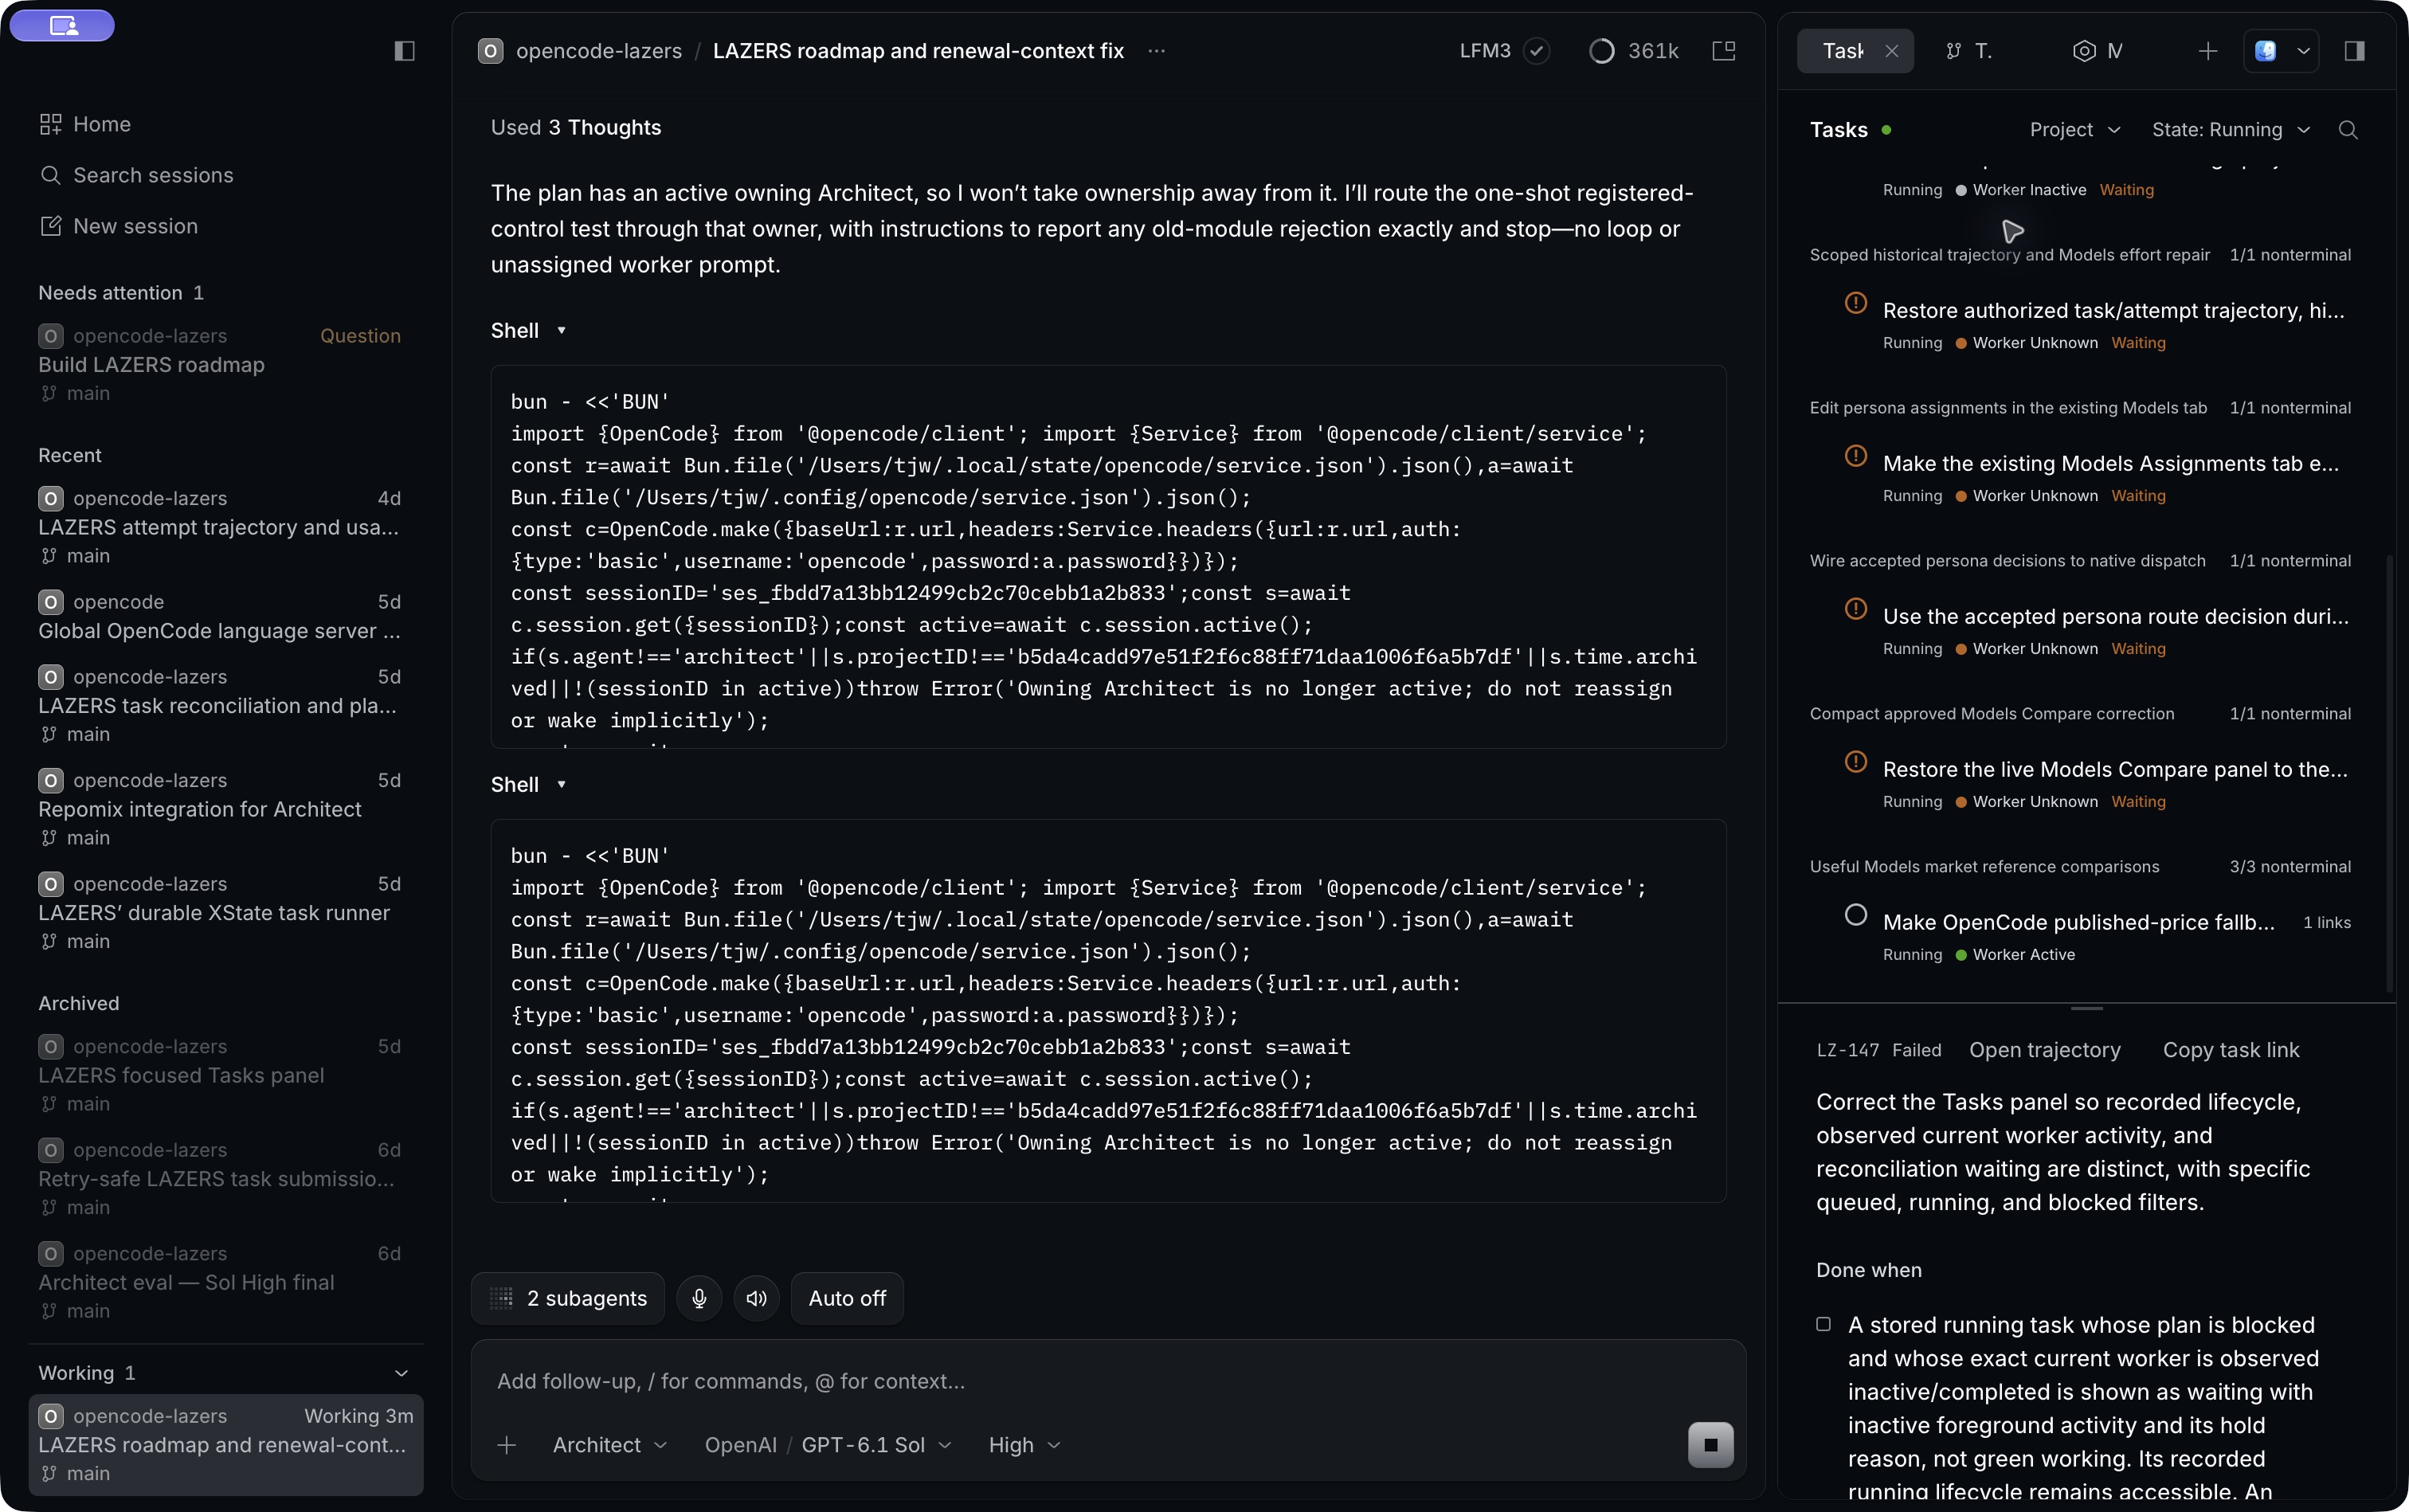 Home
Search sessions
New session
Needs attention 1
O opencode-lazers Question
Build LAZERS roadmap
main
Recent
O opencode-lazers 4d
LAZERS attempt trajectory and usa...
main
O opencode 5d
Global OpenCode language server ...
O opencode-lazers 5d
LAZERS task reconciliation and pla...
main
O opencode-lazers 5d
Repomix integration for Architect
main
O opencode-lazers 5d
LAZERS’ durable XState task runner
main
Archived
O opencode-lazers 5d
LAZERS focused Tasks panel
main
O opencode-lazers 6d
Retry-safe LAZERS task submissio...
main
O opencode-lazers 6d
Architect eval — Sol High final
main
Working 1
O opencode-lazers Working 3m
LAZERS roadmap and renewal-cont...
main
O opencode-lazers / LAZERS roadmap and renewal-context fix ... LFM3 361k
Used 3 Thoughts
The plan has an active owning Architect, so I won’t take ownership away from it. I’ll route the one-shot registered-
control test through that owner, with instructions to report any old-module rejection exactly and stop—no loop or
unassigned worker prompt.
Shell
bun - <<'BUN'
import {OpenCode} from '@opencode/client'; import {Service} from '@opencode/client/service';
const r=await Bun.file('/Users/tjw/.local/state/opencode/service.json').json(),a=await
Bun.file('/Users/tjw/.config/opencode/service.json').json();
const c=OpenCode.make({baseUrl:r.url,headers:Service.headers({url:r.url,auth:
{type:'basic',username:'opencode',password:a.password}})});
const sessionID='ses_fbdd7a13bb12499cb2c70cebb1a2b833';const s=await
c.session.get({sessionID});const active=await c.session.active();
if(s.agent!=='architect'||s.projectID!=='b5da4cadd97e51f2f6c88ff71daa1006f6a5b7df'||s.time.archi
ved||!(sessionID in active))throw Error('Owning Architect is no longer active; do not reassign
or wake implicitly');
Shell
bun - <<'BUN'
import {OpenCode} from '@opencode/client'; import {Service} from '@opencode/client/service';
const r=await Bun.file('/Users/tjw/.local/state/opencode/service.json').json(),a=await
Bun.file('/Users/tjw/.config/opencode/service.json').json();
const c=OpenCode.make({baseUrl:r.url,headers:Service.headers({url:r.url,auth:
{type:'basic',username:'opencode',password:a.password}})});
const sessionID='ses_fbdd7a13bb12499cb2c70cebb1a2b833';const s=await
c.session.get({sessionID});const active=await c.session.active();
if(s.agent!=='architect'||s.projectID!=='b5da4cadd97e51f2f6c88ff71daa1006f6a5b7df'||s.time.archi
ved||!(sessionID in active))throw Error('Owning Architect is no longer active; do not reassign
or wake implicitly');
2 subagents Auto off
Add follow-up, / for commands, @ for context...
Architect OpenAI / GPT-6.1 Sol High
Task T. M
Tasks Project State: Running
Running Worker Inactive Waiting
Scoped historical trajectory and Models effort repair 1/1 nonterminal
Restore authorized task/attempt trajectory, hi...
Running Worker Unknown Waiting
Edit persona assignments in the existing Models tab 1/1 nonterminal
Make the existing Models Assignments tab e...
Running Worker Unknown Waiting
Wire accepted persona decisions to native dispatch 1/1 nonterminal
Use the accepted persona route decision duri...
Running Worker Unknown Waiting
Compact approved Models Compare correction 1/1 nonterminal
Restore the live Models Compare panel to the...
Running Worker Unknown Waiting
Useful Models market reference comparisons 3/3 nonterminal
Make OpenCode published-price fallb... 1 links
Running Worker Active
LZ-147 Failed Open trajectory Copy task link
Correct the Tasks panel so recorded lifecycle,
observed current worker activity, and
reconciliation waiting are distinct, with specific
queued, running, and blocked filters.
Done when
A stored running task whose plan is blocked
and whose exact current worker is observed
inactive/completed is shown as waiting with
inactive foreground activity and its hold
reason, not green working. Its recorded
running lifecycle remains accessible. An